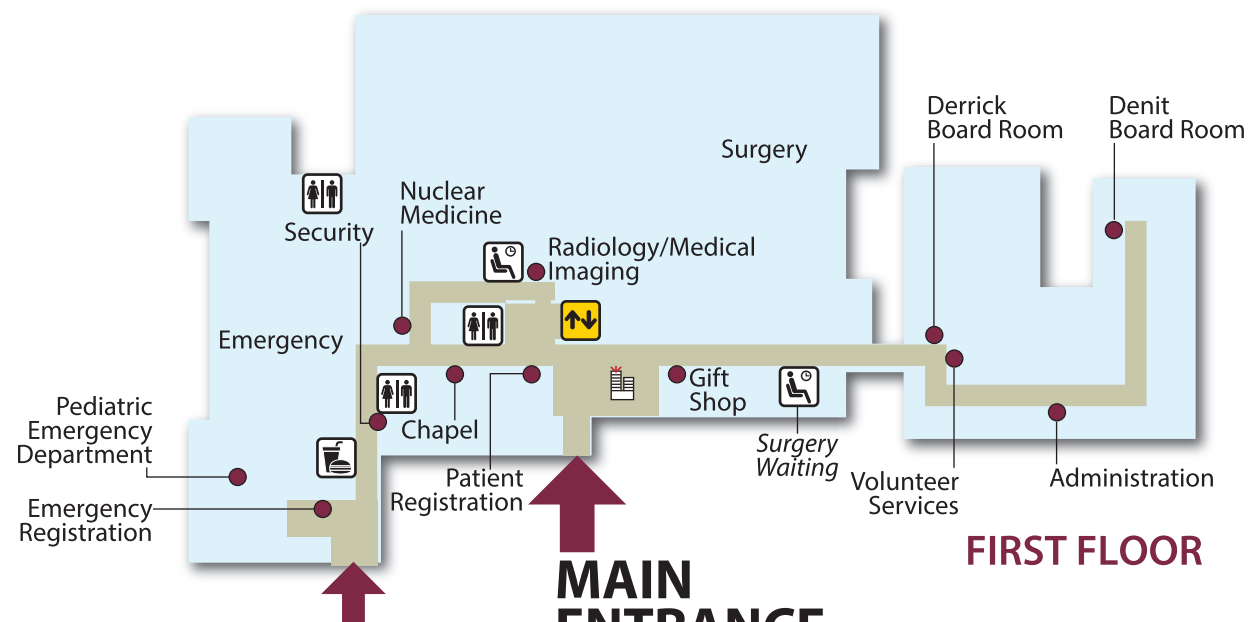 Derrick
Board Room
Denit
Board Room
Surgery
Nuclear
Medicine
Security
Radiology/Medical
Imaging
Emergency
Gift
Shop
Pediatric
Emergency
Department
Chapel
Surgery
Waiting
Patient
Registration
Volunteer
Services
Administration
Emergency
Registration
FIRST FLOOR
MAIN
ENTRANCE